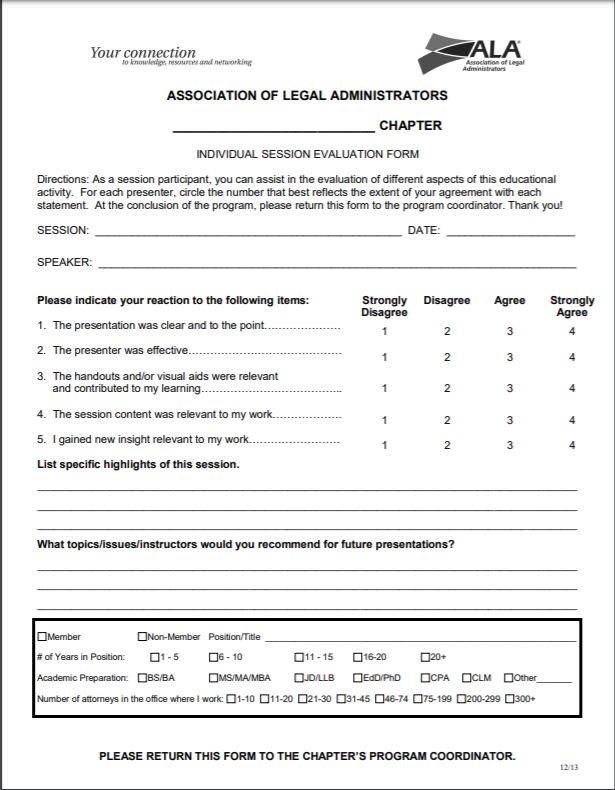 Your connection
to knowledge, resources and networking
ALA®
Association of Legal
Administrators
ASSOCIATION OF LEGAL ADMINISTRATORS
______________________________ CHAPTER
INDIVIDUAL SESSION EVALUATION FORM
Directions: As a session participant, you can assist in the evaluation of different aspects of this educational
activity. For each presenter, circle the number that best reflects the extent of your agreement with each
statement. At the conclusion of the program, please return this form to the program coordinator. Thank you!
SESSION: ______________________________ DATE: ____________________
SPEAKER: ______________________________
Please indicate your reaction to the following items: Strongly Disagree Disagree Agree Strongly Agree
1. The presentation was clear and to the point………………… 1 2 3 4
2. The presenter was effective……………………………………… 1 2 3 4
3. The handouts and/or visual aids were relevant
and contributed to my learning……………………………….. 1 2 3 4
4. The session content was relevant to my work………………. 1 2 3 4
5. I gained new insight relevant to my work…………………… 1 2 3 4
List specific highlights of this session.
What topics/issues/instructors would you recommend for future presentations?
☐Member ☐Non-Member Position/Title ______________________________
# of Years in Position: ☐1 - 5 ☐6 - 10 ☐11 - 15 ☐16-20 ☐20+
Academic Preparation: ☐BS/BA ☐MS/MA/MBA ☐JD/LLB ☐EdD/PhD ☐CPA ☐CLM ☐Other_______
Number of attorneys in the office where I work: ☐1-10 ☐11-20 ☐21-30 ☐31-45 ☐46-74 ☐75-199 ☐200-299 ☐300+
PLEASE RETURN THIS FORM TO THE CHAPTER'S PROGRAM COORDINATOR.
12/13